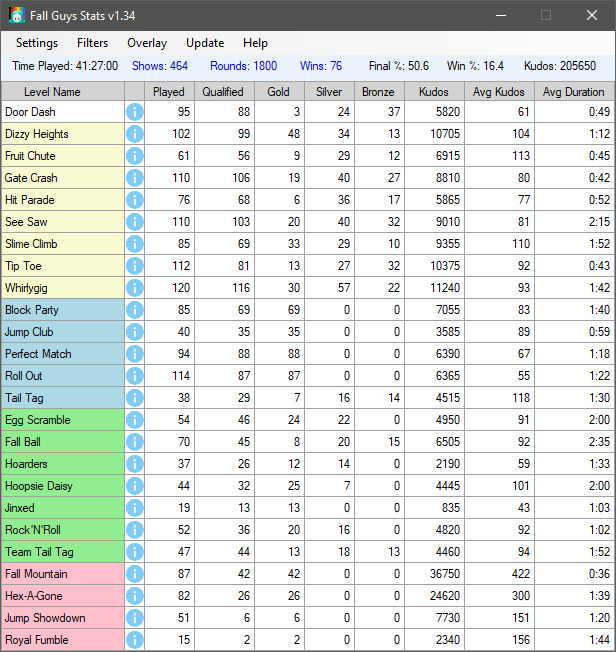 Fall Guys Stats v1.34
Settings Filters Overlay Update Help
Time Played: 41:27:00 Shows: 464 Rounds: 1800 Wins: 76 Final %: 50.6 Win %: 16.4 Kudos: 205650
Level Name Played Qualified Gold Silver Bronze Kudos Avg Kudos Avg Duration
Door Dash 95 88 3 24 37 5820 61 0:49
Dizzy Heights 102 99 48 34 13 10705 104 1:12
Fruit Chute 61 56 9 29 12 6915 113 0:45
Gate Crash 110 106 19 40 27 8810 80 0:42
Hit Parade 76 68 6 36 17 5865 77 0:52
See Saw 110 103 20 40 32 9010 81 2:15
Slime Climb 85 69 33 29 10 9355 110 1:52
Tip Toe 112 81 13 27 32 10375 92 0:43
Whirlygig 120 116 30 57 22 11240 93 1:42
Block Party 85 69 69 0 0 7055 83 1:40
Jump Club 40 35 35 0 0 3585 89 0:59
Perfect Match 94 88 88 0 0 6390 67 1:18
Roll Out 114 87 87 0 0 6365 55 1:22
Tail Tag 38 29 7 16 14 4515 118 1:30
Egg Scramble 54 46 24 22 0 4950 91 2:00
Fall Ball 70 45 8 20 15 6505 92 2:35
Hoarders 37 26 12 14 0 2190 59 1:33
Hoopsie Daisy 44 32 25 7 0 4445 101 2:00
Jinxed 19 13 13 0 0 835 43 1:03
Rock'N'Roll 52 36 20 16 0 4820 92 1:02
Team Tail Tag 47 44 13 18 13 4460 94 1:52
Fall Mountain 87 42 42 0 0 36750 422 0:36
Hex-A-Gone 82 26 26 0 0 24620 300 1:39
Jump Showdown 51 6 6 0 0 7730 151 1:20
Royal Fumble 15 2 2 0 0 2340 156 1:44